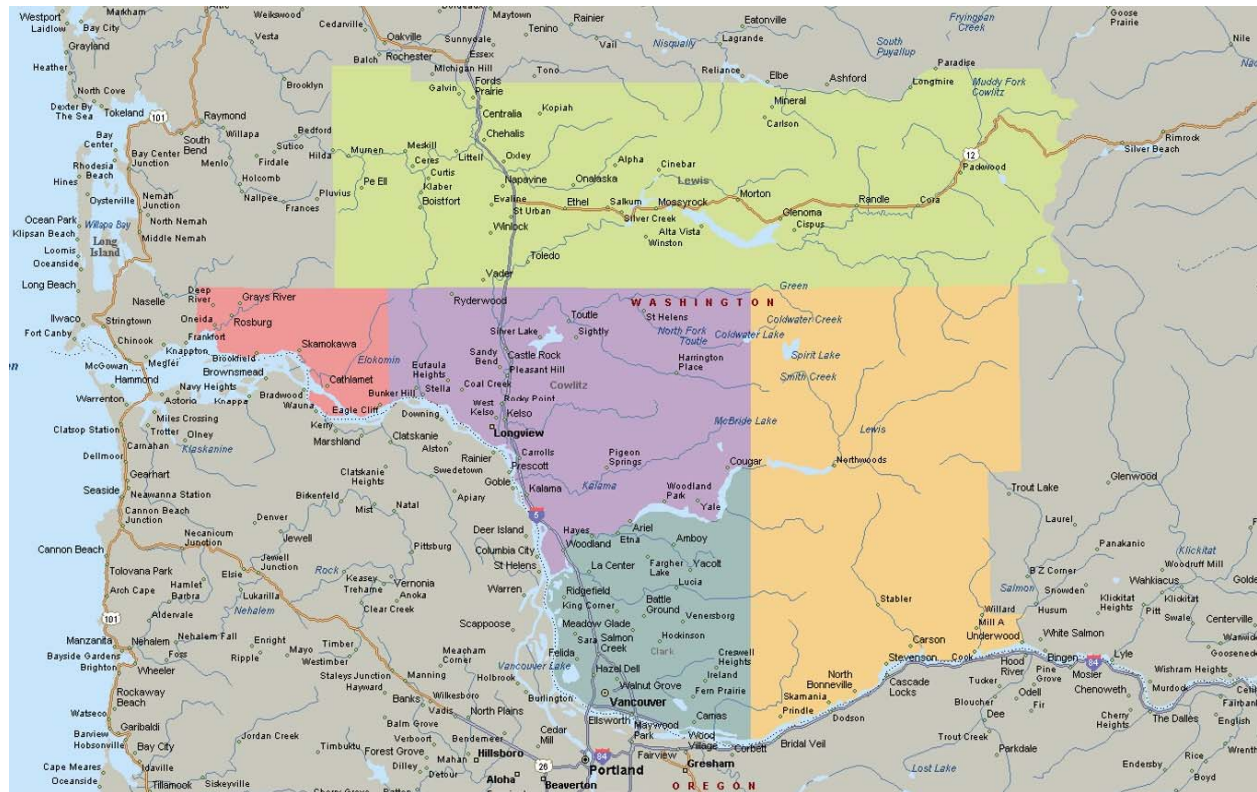 Westport
Markham
Laidlow
Bay City
Grayland
Heather
North Cove
Dexter By
The Sea
Tokeland
101
Raymond
Willapa
South
Bend
Bay
Center
Bay Center
Junction
Menlo
Firdale
Sutico
Bedford
Hilda
Brooklyn
Holcomb
Nallpee
Frances
Pluvius
Rhodesia
Beach
Hines
Oysterville
Nemah
Junction
North Nemah
Middle Nemah
Ocean Park
Klipsan Beach
Loomis
Oceanside
Long Beach
Willapa Bay
Long
Island
Naselle
Ilwaco
Fort Canby
Stringtown
Chinook
McGowan
Megler
Knappton
Weikswood
Vesta
Cedarville
Oakville
Balch
Rochester
Sunnydale
Essex
Maytown
Tenino
Rainier
Vail
Tono
Michigan Hill
Nisqually
Eatonville
Lagrande
Reliance
Elbe
Ashford
South
Puyallup
Fryingpan
Creek
Paradise
Longmire
Goose
Prairie
Nile
Rimrock
Silver Beach
Muddy Fork
Cowlitz
Mineral
Carlson
Galvin
Fords
Prairie
Centralia
Kopiah
Chehalis
Murnen
Meskill
Ceres
Littell
Oxley
Pe Ell
Curtis
Klaber
Boistfort
Napavine
Evaline
St Urban
Winlock
Vader
Toledo
Alpha
Onalaska
Ethel
Salkum
Silver Creek
Cinebar
Lewis
Mossyrock
Alta Vista
Winston
Morton
Glenoma
Cispus
Randle
Cora
Packwood
12
Deep
River
Grays River
Oneida
Rosburg
Frankfort
Brookfield
Skamokawa
Elokomin
Cathlamet
Eagle Cliff
Ryderwood
WASHINGTON
Green
Toutle
St Helens
Silver Lake
Sightly
North Fork
Toutle
Coldwater Creek
Coldwater Lake
Spirit Lake
Smith Creek
Harrington
Place
Sandy
Bend
Castle Rock
Pleasant Hill
Eufaula
Heights
Stella
Coal Creek
Cowlitz
Bunker Hill
West
Kelso
Rocky Point
Kelso
Longview
McBride Lake
Lewis
Northwoods
Carrolls
Pigeon
Springs
Cougar
Kalama
Kalama
Woodland
Park
Yale
Ariel
Etna
Hayes
Woodland
5
Amboy
La Center
Fargher
Lake
Yacolt
Lucia
Ridgefield
King Corner
Battle
Ground
Venersborg
Meadow Glade
Sara
Salmon
Creek
Hockinson
Felida
Clark
Creswell
Heights
Hazel Dell
Ireland
Walnut Grove
Fern Prairie
Vancouver
Ellsworth
Camas
Vancouver Lake
Stabler
Carson
Stevenson
North
Bonneville
Skamania
Prindle
Willard
Mill A
Underwood
Cook
Trout Lake
Glenwood
Laurel
Panakanic
Klickitat
Woodruff Mill
B Z Corner
Salmon
Snowden
Husum
Wahkiacus
Klickitat
Heights
Klickitat
Pitt
Swale
Golde
Centerville
Warwick
Gooseneck
White Salmon
Bingen
Lyle
84
Wishram Heights
Murdock
Hood
River
Mosier
Chenoweth
The Dalles
Cherry
Heights
Tucker
Pine
Grove
Odell
Fir
Bloucher
Dee
Trout Creek
Parkdale
Lost Lake
Fairbank
English
Rice
Wrent
Endersby
Boyd
Cascade
Locks
Dodson
Bridal Veil
Corbett
Hammond
Warrenton
Astoria
Navy Heights
Brownsmead
Knappa
Bradwood
Wauna
Kerry
Marshland
Downing
Clatskanie
Alston
Miles Crossing
Trotter
Olney
Klaskanine
Clatsop Station
Carnahan
Dellmoor
Gearhart
Seaside
Neawanna Station
Cannon Beach
Junction
Necanicum
Junction
Cannon Beach
Tolovana Park
Arch Cape
101
Hamlet
Barbra
Elsie
Lukarilla
Aldervale
Nehalem
Manzanita
Bayside Gardens
Brighton
Nehalem
Nehalem Fall
Foss
Wheeler
Rockaway
Beach
Watseco
Garibaldi
Barview
Hobsonville
Bay City
Cape Meares
Idaville
Oceanside
Tillamook
Siskeyville
Jordan Creek
Timbuktu
Enright
Ripple
Mayo
Westimber
Timber
Staleys Junction
Hayward
Manning
Banks
Denver
Jewell
Jewell
Junction
Birkenfeld
Clatskanie
Heights
Mist
Natal
Pittsburg
Rock
Keasey
Treharne
Vernonia
Anoka
Clear Creek
Swedetown
Rainier
Prescott
Goble
Apiary
Deer Island
Columbia City
St Helens
Warren
Scappoose
Meacham
Corner
Holbrook
Burlington
Wilkesboro
Vadis
North Plains
Balm Grove
Verboort
Bendemeer
Forest Grove
Dilley
Mahan
Detour
Hillsboro
Aloha
Cedar
Mill
26
Beaverton
Portland
84
Maywood
Park
Fairview
Wood
Village
Gresham
OREGON
Cherry Grove